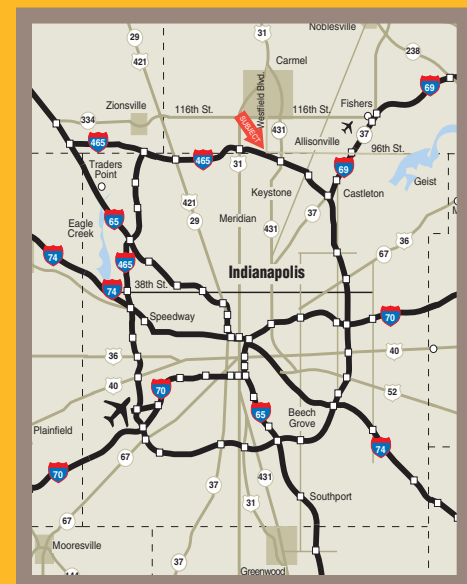 Noblesville
29
31
238
421
Carmel
69
Westfield Blvd.
Zionsville
116th St.
116th St.
Fishers
334
SUBJECT
431
37
465
Allisonville
96th St.
465
31
69
Traders
Point
Geist
Keystone
Castleton
421
29
Meridian
37
65
Eagle
Creek
431
36
74
67
465
Indianapolis
74
38th St.
Speedway
70
36
40
40
70
52
65
Beech
Grove
Plainfield
74
67
70
37
431
31
Southport
67
Mooresville
37
144
Greenwood